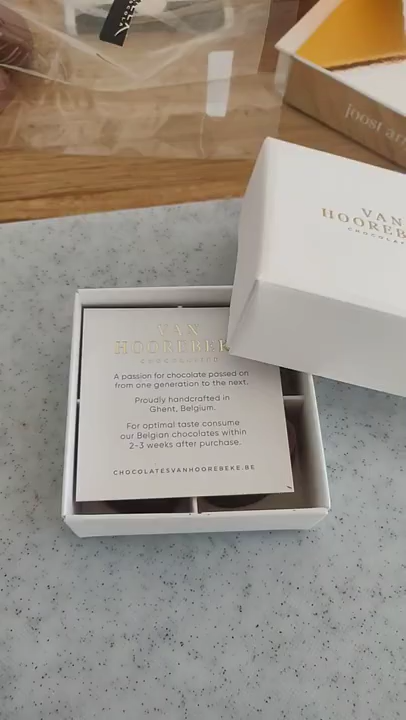 joost
VAN
VAN
HOOREBEKE
A passion for chocolate passed on
from one generation to the next.
Proudly handcrafted in
Ghent, Belgium.
For optimal taste consume
our Belgian chocolates within
2-3 weeks after purchase.
CHOCOLATESVANHOOREBEKE.BE